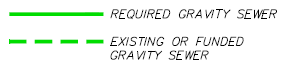 REQUIRED GRAVITY SEWER
EXISTING OR FUNDED
GRAVITY SEWER